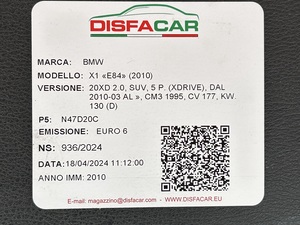 DISFACAR
MARCA: BMW
MODELLO: X1 «E84» (2010)
VERSIONE: 20XD 2.0, SUV, 5 P. (XDRIVE), DAL
2010-03 AL », CM3 1995, CV 177, KW.
130 (D)
P5: N47D20C
EMISSIONE: EURO 6
NS: 936/2024
DATA:18/04/2024 11:12:00
ANNO IMM: 2010
E-mail: magazzino@disfacar.eu
DISFACAR.EU